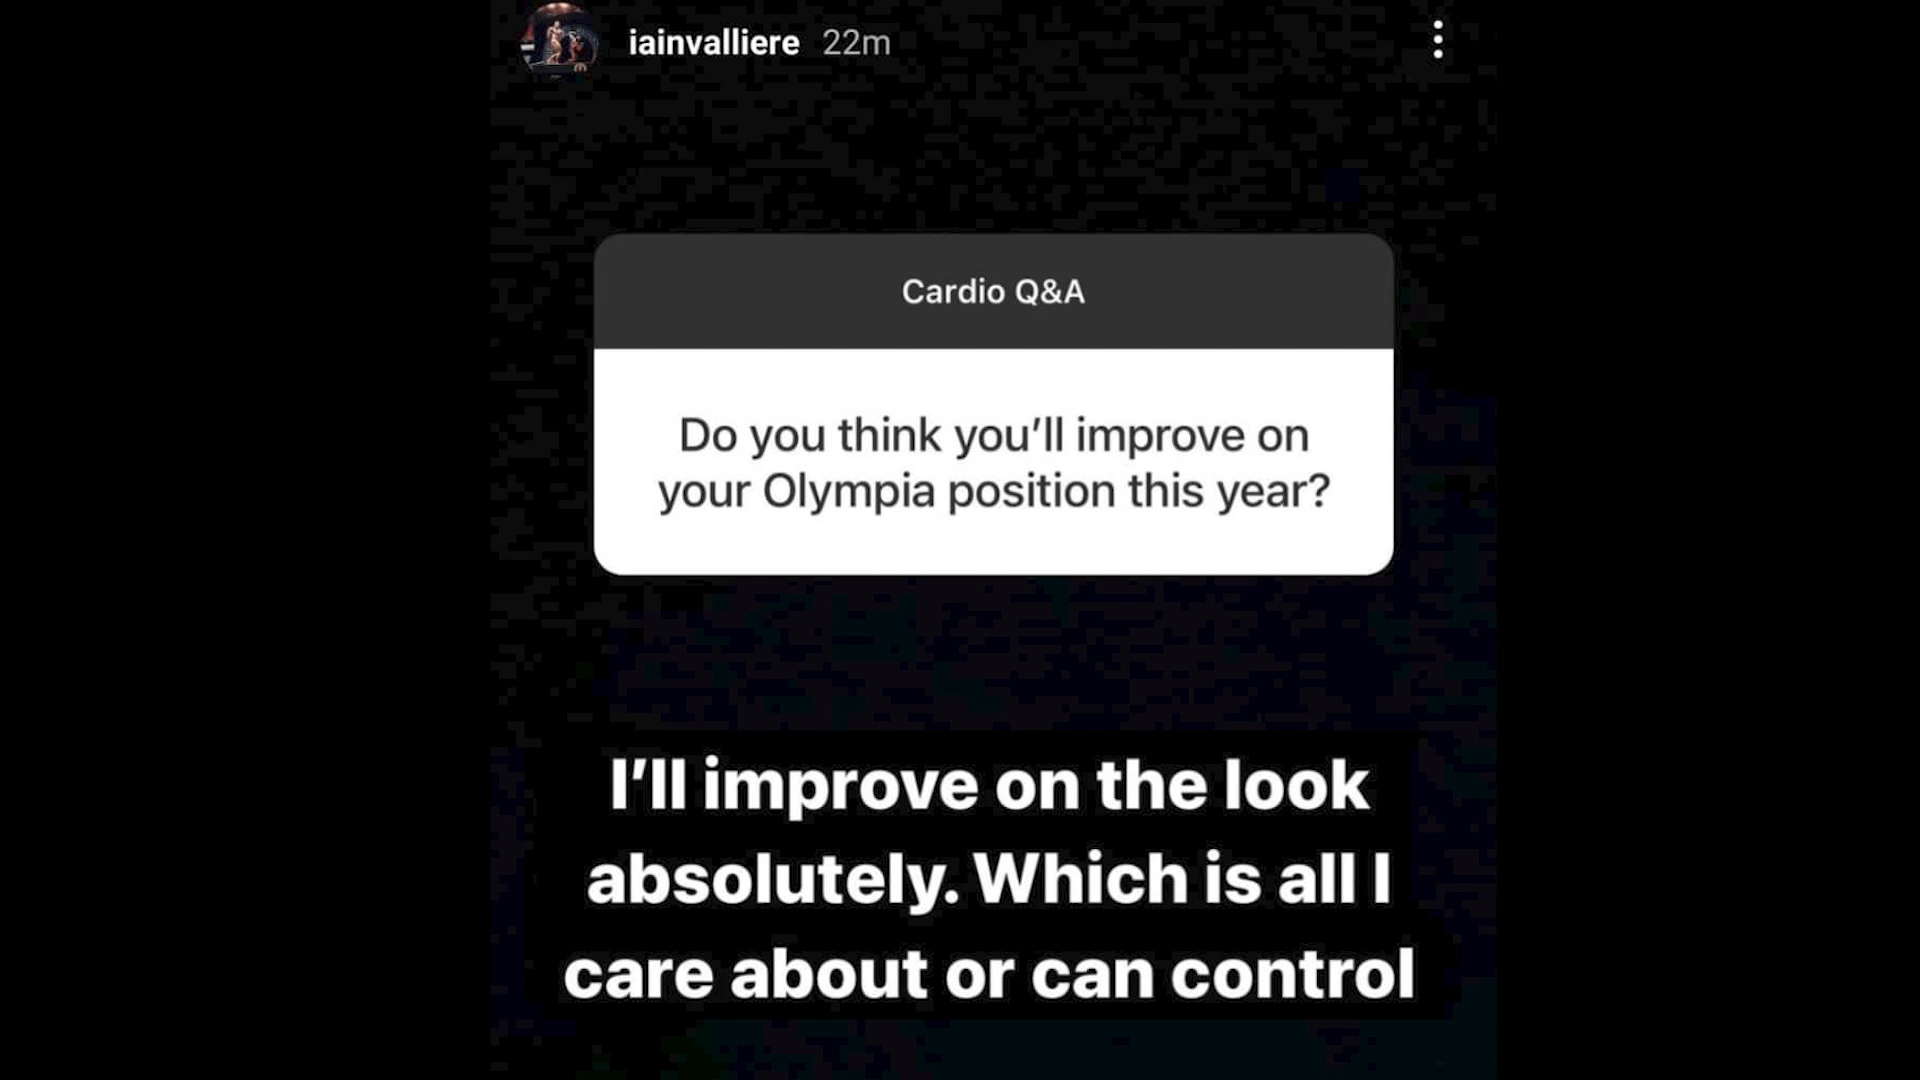 iainvalliere 22m
Cardio Q&A
Do you think you’ll improve on
your Olympia position this year?
I’ll improve on the look
absolutely. Which is all I
care about or can control